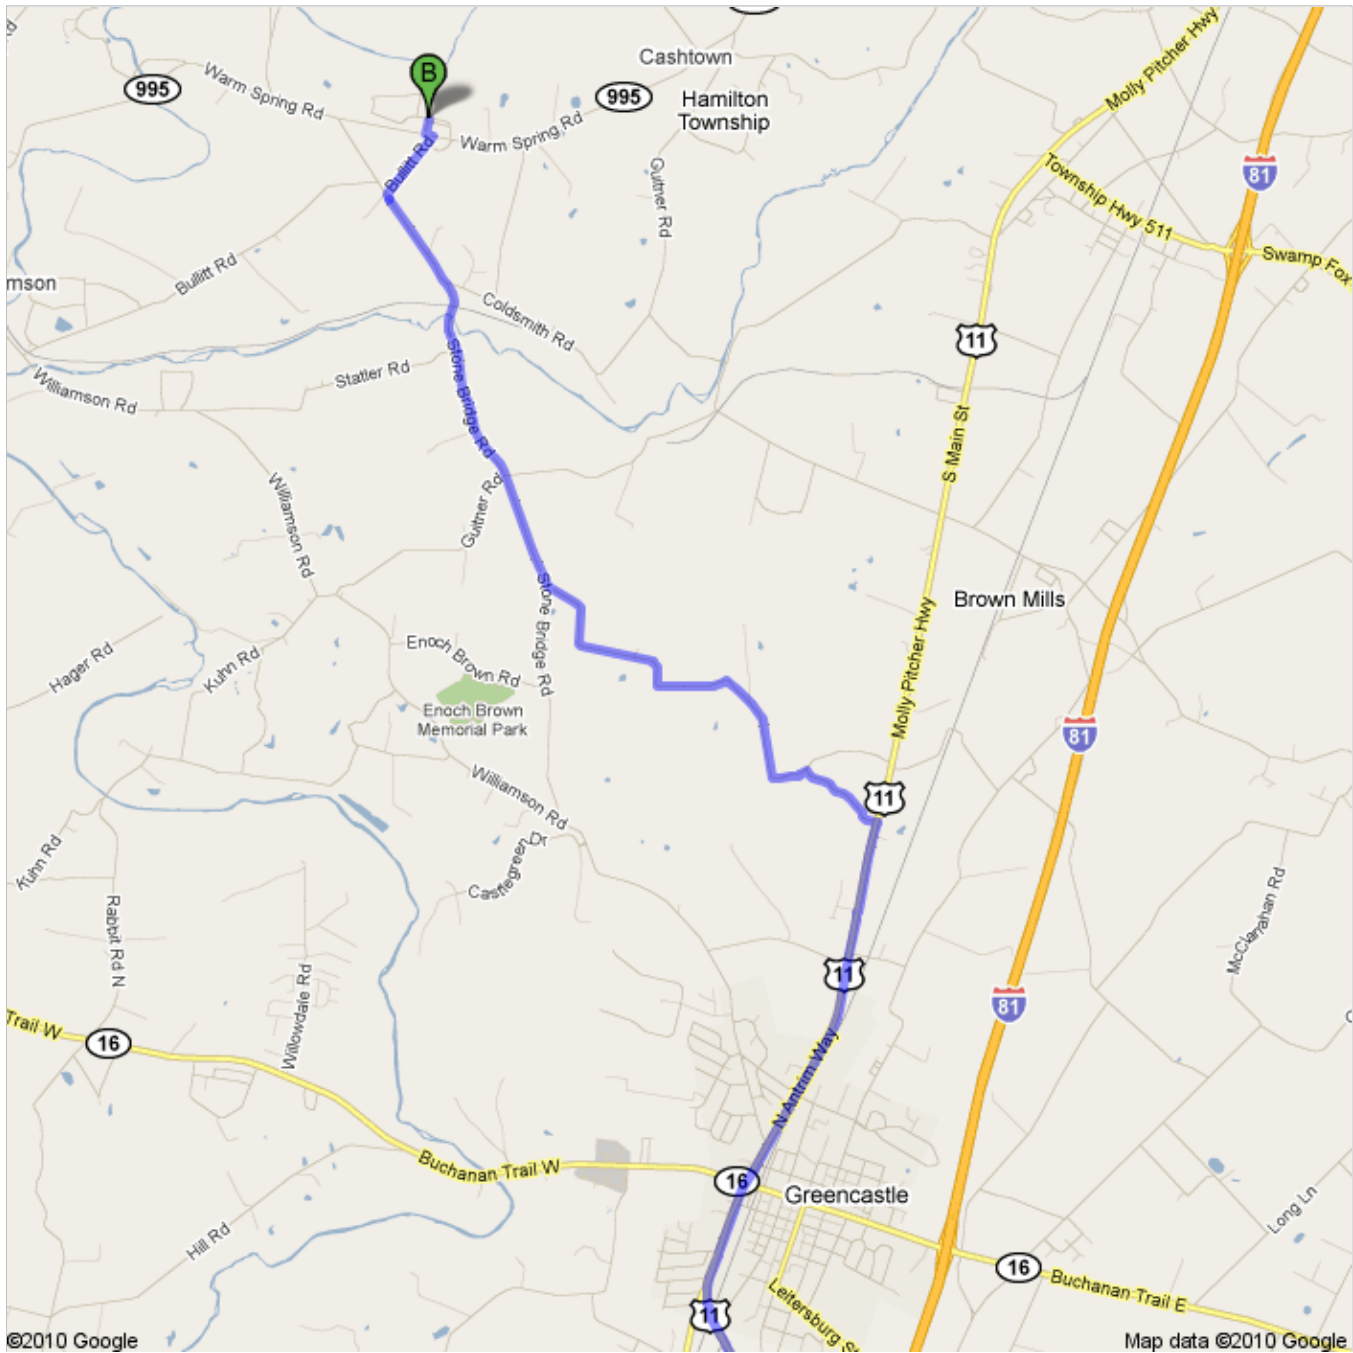 Cashtown
B
995
Warm Spring Rd
995
Hamilton
Township
Molly Pitcher Hwy
Warm Spring Rd
Bullitt Rd
Guitner Rd
Township Hwy 511
81
Swamp Fox
Bullitt Rd
mson
Coldsmith Rd
11
Statler Rd
Stone Bridge Rd
Williamson Rd
S Main St
Williamson Rd
Guitner Rd
Stone Bridge Rd
Brown Mills
Molly Pitcher Hwy
Hager Rd
Kuhn Rd
Enoch Brown Rd
Enoch Brown
Memorial Park
81
Williamson Rd
11
Kuhn Rd
Castlegreen Dr
Rabbit Rd N
McClanahan Rd
Willowdale Rd
11
81
Trail W
16
N Antrim Way
Buchanan Trail W
16
Greencastle
Hill Rd
Long Ln
16
Buchanan Trail E
Leitersburg St
11
©2010 Google
Map data ©2010 Google